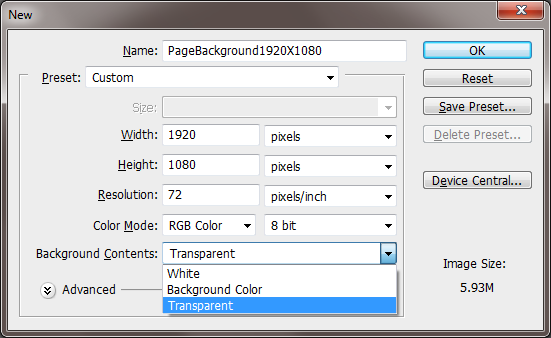 New
Name: PageBackground1920X1080
OK
Preset: Custom
Reset
Size:
Save Preset...
Width: 1920 pixels
Delete Preset...
Height: 1080 pixels
Resolution: 72 pixels/inch
Device Central...
Color Mode: RGB Color 8 bit
Background Contents: Transparent
White
Background Color
Transparent
Advanced
Image Size:
5.93M